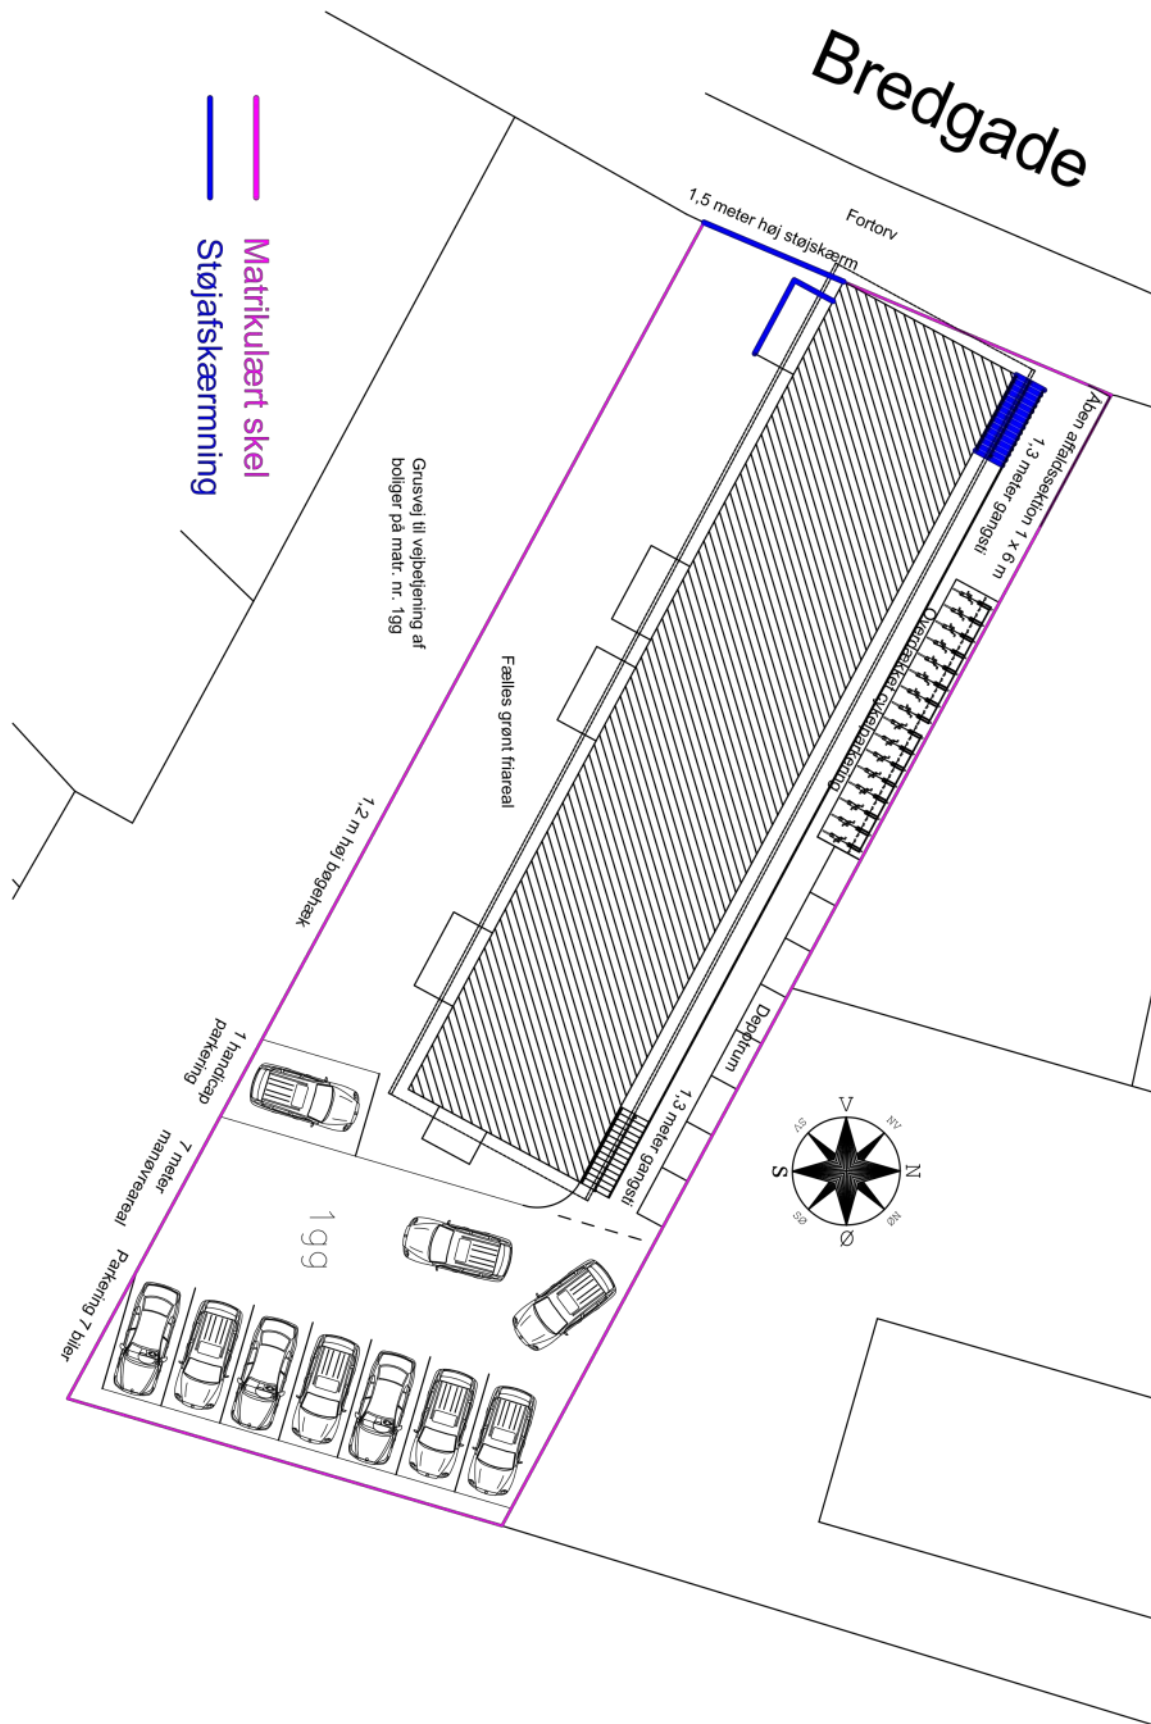 Bredgade
Fortorv
1,5 meter høj støjskærm
Matrikulært skel
Støjafskærmning
Åben affaldssektion 1 x 6 m
1,3 meter gangsti
Overdækket cykelparkering
Grusvej til vejbetjening af
boliger på matr. nr. 1gg
Fælles grønt friareal
1,2 m høj bøgehæk
Depotrum
1,3 meter gangsti
1 handicap
parkering
7 meter
manøvreareal
Parkering 7 biler
1gg
V
NV
N
NØ
Ø
SØ
S
SV